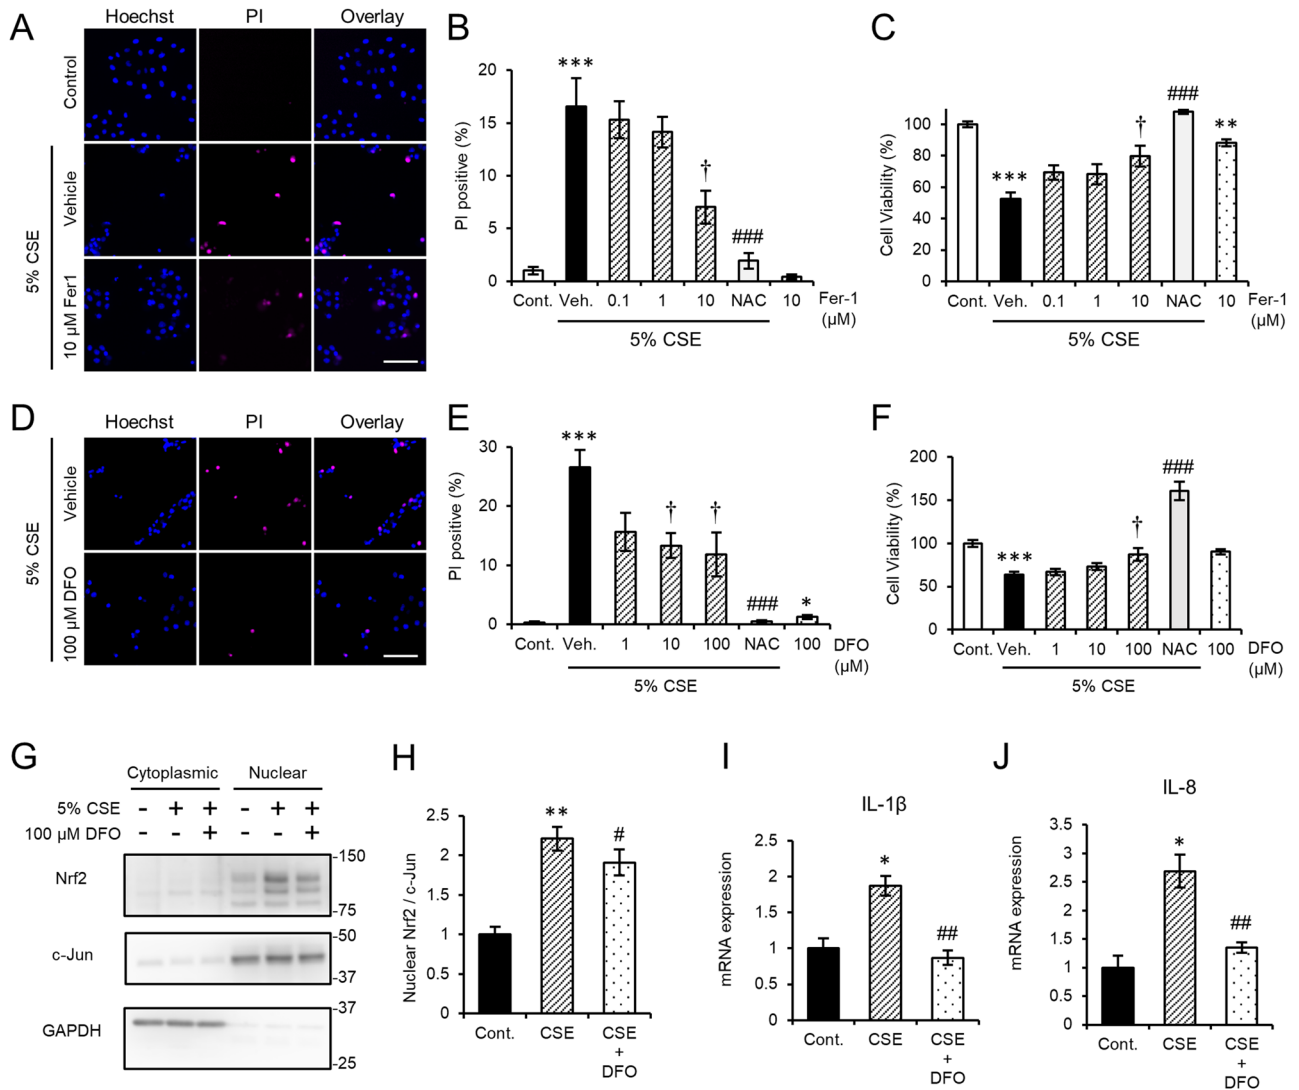 A
Hoechst PI Overlay
Control
5% CSE
Vehicle
10 μM Fer1
B
PI positive (%)
20
15
10
5
0
***
†
###
Cont. Veh. 0.1 1 10 NAC 10 Fer-1
(μM)
5% CSE
C
Cell Viability (%)
100
80
60
40
20
0
***
†
###
**
Cont. Veh. 0.1 1 10 NAC 10 Fer-1
(μM)
5% CSE
D
Hoechst PI Overlay
5% CSE
Vehicle
100 μM DFO
E
PI positive (%)
30
20
10
0
***
† †
###
*
Cont. Veh. 1 10 100 NAC 100 DFO
(μM)
5% CSE
F
Cell Viability (%)
200
150
100
50
0
***
†
###
Cont. Veh. 1 10 100 NAC 100 DFO
(μM)
5% CSE
G
Cytoplasmic Nuclear
5% CSE - + + - + +
100 μM DFO - - + - - +
Nrf2
-150
-75
c-Jun
-50
-37
GAPDH
-37
-25
H
Nuclear Nrf2 / c-Jun
2.5
2
1.5
1
0.5
0
**
#
Cont. CSE CSE
+
DFO
I
IL-1β
mRNA expression
2.5
2
1.5
1
0.5
0
*
##
Cont. CSE CSE
+
DFO
J
IL-8
mRNA expression
3.5
3
2.5
2
1.5
1
0.5
0
*
##
Cont. CSE CSE
+
DFO